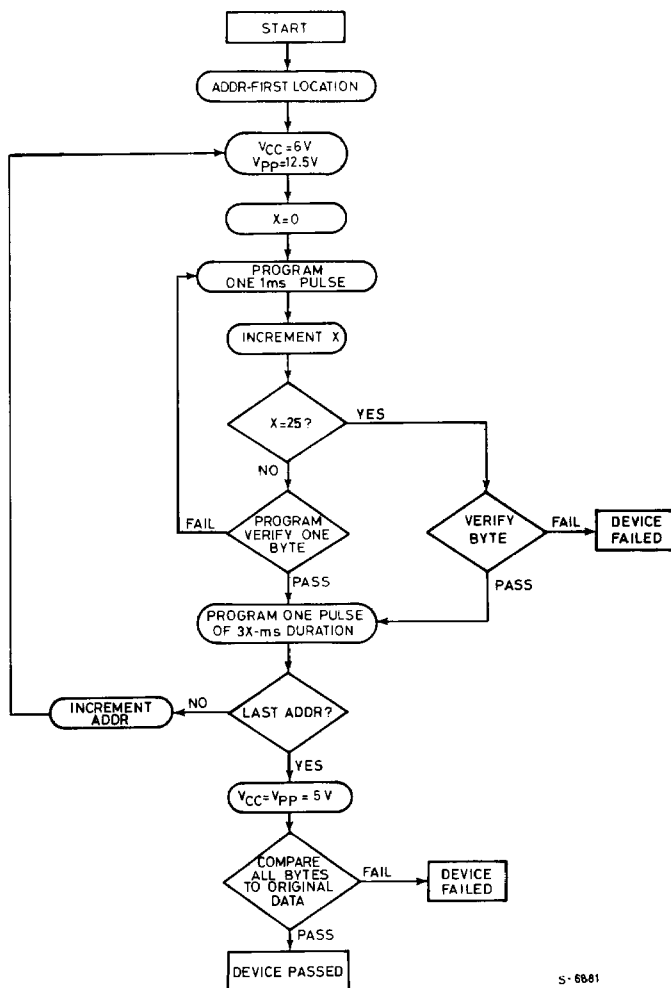 START
ADDR-FIRST LOCATION
VCC=6V
VPP=12.5V
X=0
PROGRAM
ONE 1ms PULSE
INCREMENT X
X=25?
YES
NO
FAIL
PROGRAM
VERIFY ONE
BYTE
PASS
VERIFY
BYTE
FAIL
DEVICE
FAILED
PASS
PROGRAM ONE PULSE
OF 3X-ms DURATION
LAST ADDR?
NO
INCREMENT
ADDR
YES
VCC=VPP=5V
COMPARE
ALL BYTES
TO ORIGINAL
DATA
FAIL
DEVICE
FAILED
PASS
DEVICE PASSED
S-6881